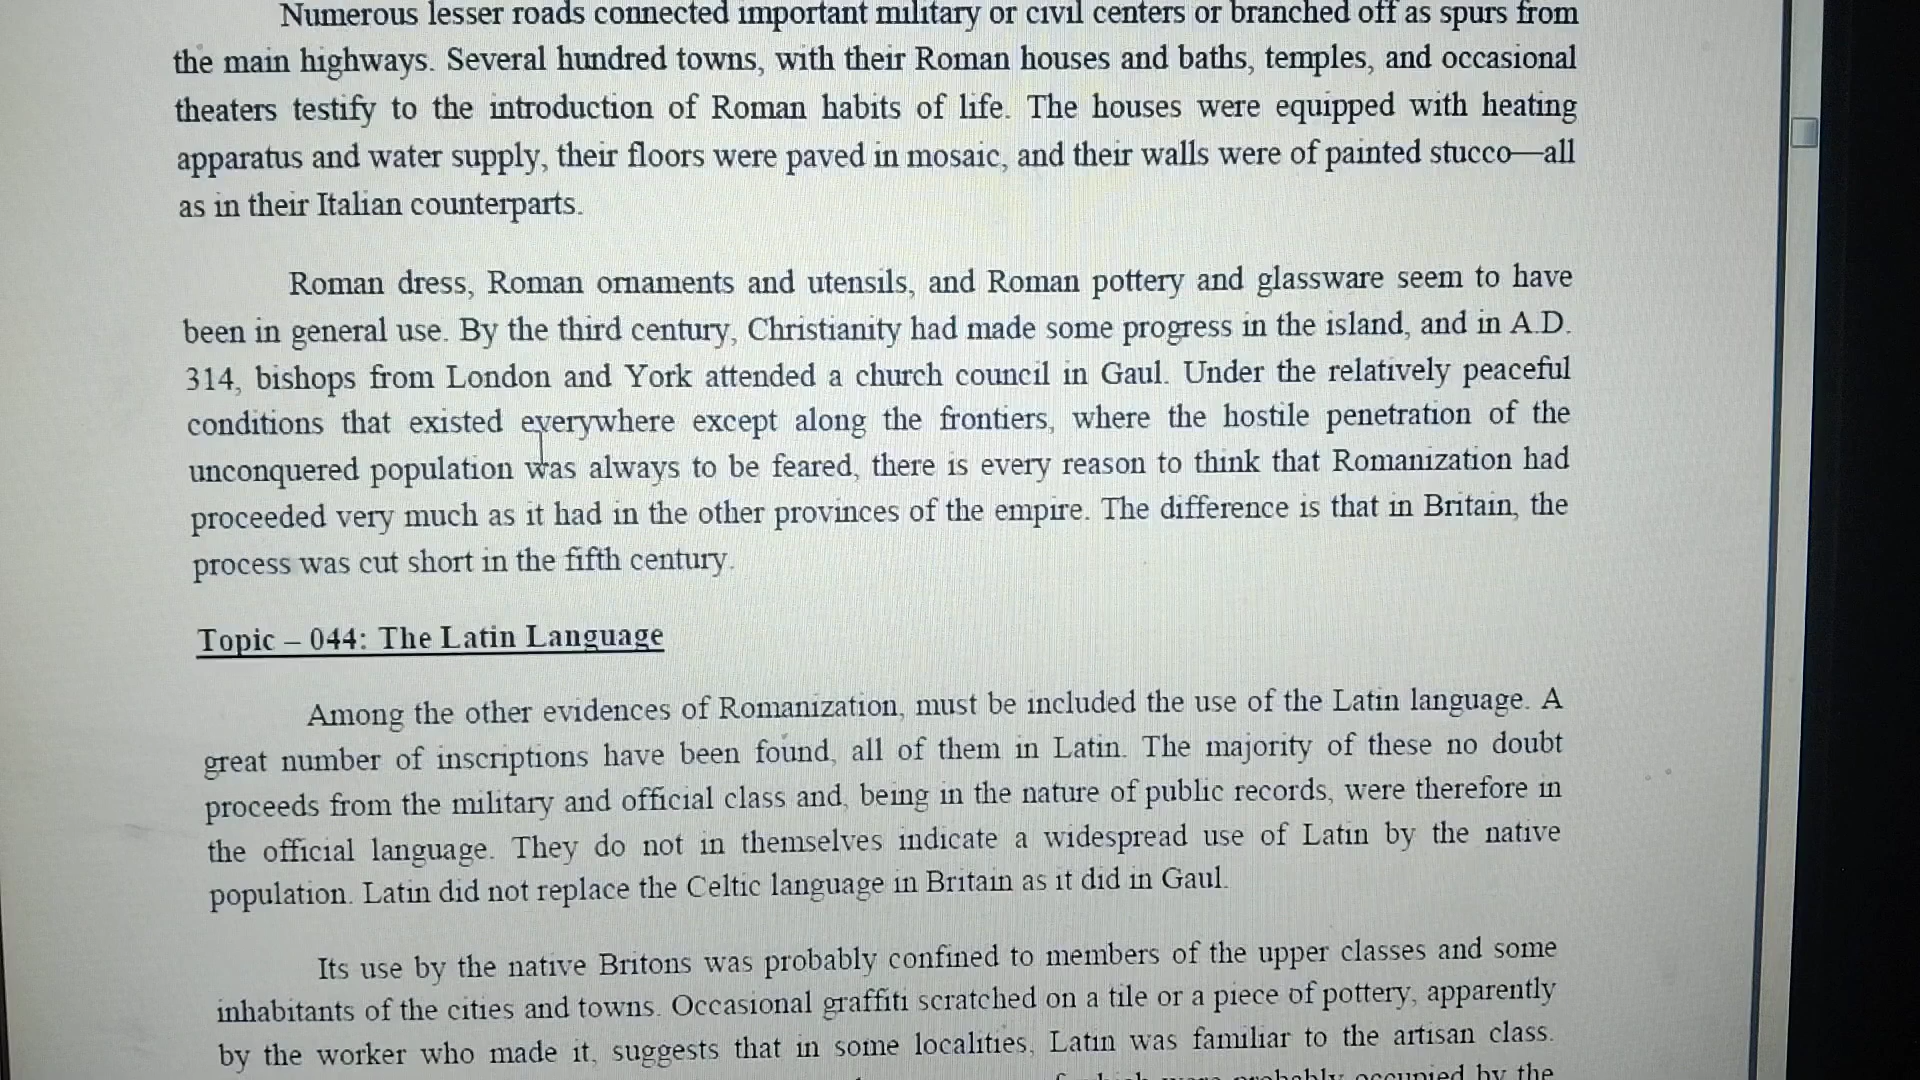 Numerous lesser roads connected important military or civil centers or branched off as spurs from
the main highways. Several hundred towns, with their Roman houses and baths, temples, and occasional
theaters testify to the introduction of Roman habits of life. The houses were equipped with heating
apparatus and water supply, their floors were paved in mosaic, and their walls were of painted stucco—all
as in their Italian counterparts.
Roman dress, Roman ornaments and utensils, and Roman pottery and glassware seem to have
been in general use. By the third century, Christianity had made some progress in the island, and in A.D.
314, bishops from London and York attended a church council in Gaul. Under the relatively peaceful
conditions that existed everywhere except along the frontiers, where the hostile penetration of the
unconquered population was always to be feared, there is every reason to think that Romanization had
proceeded very much as it had in the other provinces of the empire. The difference is that in Britain, the
process was cut short in the fifth century.
Topic – 044: The Latin Language
Among the other evidences of Romanization, must be included the use of the Latin language. A
great number of inscriptions have been found, all of them in Latin. The majority of these no doubt
proceeds from the military and official class and, being in the nature of public records, were therefore in
the official language. They do not in themselves indicate a widespread use of Latin by the native
population. Latin did not replace the Celtic language in Britain as it did in Gaul.
Its use by the native Britons was probably confined to members of the upper classes and some
inhabitants of the cities and towns. Occasional graffiti scratched on a tile or a piece of pottery, apparently
by the worker who made it, suggests that in some localities, Latin was familiar to the artisan class.
of which were probably occupied by the